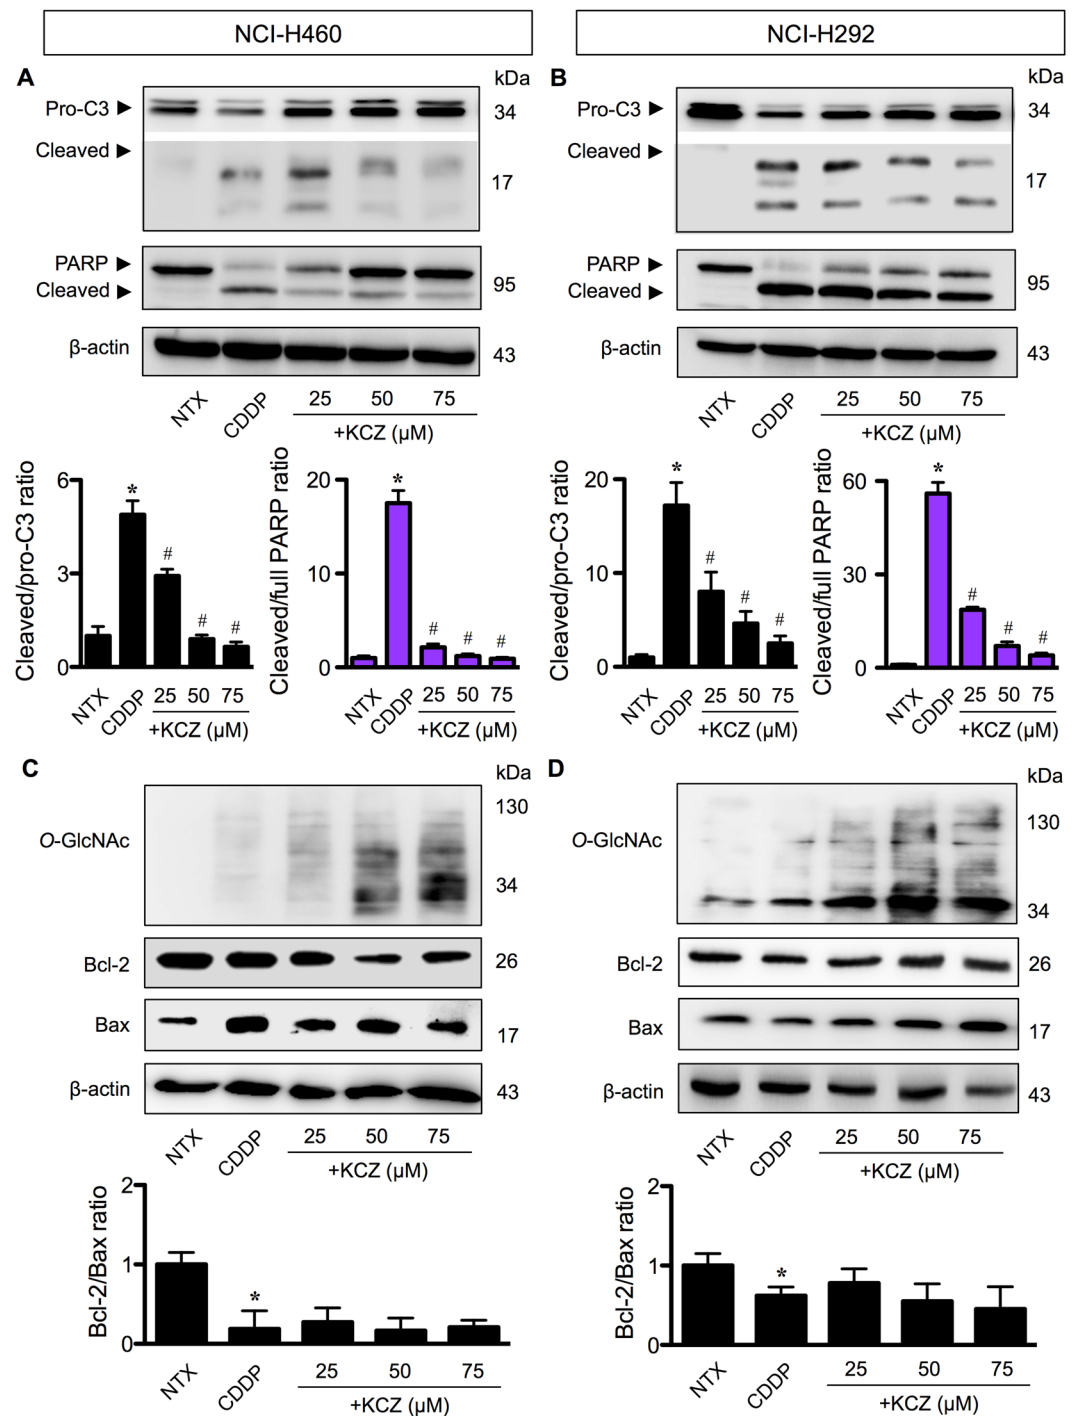 NCI-H460
NCI-H292
A
kDa
Pro-C3 ►
34
Cleaved ►
17
PARP ►
Cleaved ►
95
β-actin
43
NTX
CDDP
25 50 75
+KCZ (μM)
B
kDa
Pro-C3 ►
34
Cleaved ►
17
PARP ►
Cleaved ►
95
β-actin
43
NTX
CDDP
25 50 75
+KCZ (μM)
Cleaved/pro-C3 ratio
6
3
0
*
#
#
#
NTX
CDDP
25 50 75
+KCZ (μM)
Cleaved/full PARP ratio
20
10
0
*
#
#
#
NTX
CDDP
25 50 75
+KCZ (μM)
Cleaved/pro-C3 ratio
20
10
0
*
#
#
#
NTX
CDDP
25 50 75
+KCZ (μM)
Cleaved/full PARP ratio
60
30
0
*
#
#
#
NTX
CDDP
25 50 75
+KCZ (μM)
C
kDa
130
O-GlcNAc
34
Bcl-2
26
Bax
17
β-actin
43
NTX
CDDP
25 50 75
+KCZ (μM)
D
kDa
130
O-GlcNAc
34
Bcl-2
26
Bax
17
β-actin
43
NTX
CDDP
25 50 75
+KCZ (μM)
Bcl-2/Bax ratio
2
1
0
*
NTX
CDDP
25 50 75
+KCZ (μM)
Bcl-2/Bax ratio
2
1
0
*
NTX
CDDP
25 50 75
+KCZ (μM)